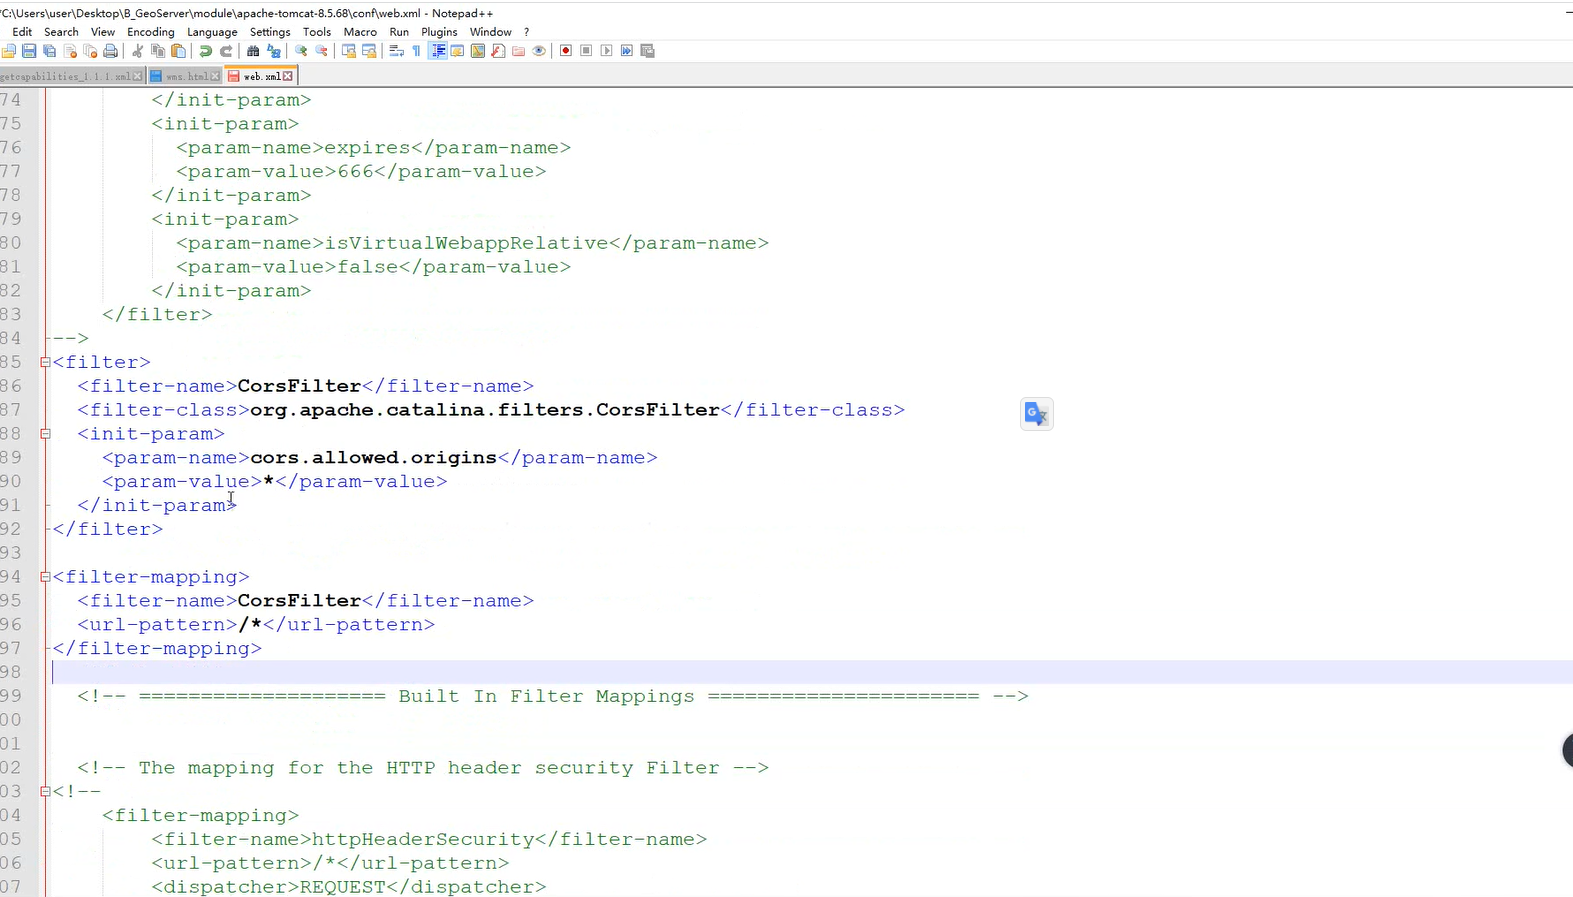 *C:\Users\user\Desktop\B_GeoServer\module\apache-tomcat-8.5.68\conf\web.xml - Notepad++
Edit Search View Encoding Language Settings Tools Macro Run Plugins Window ?
getcapabilities_1.1.1.xml wms.html web.xml
74 </init-param>
75 <init-param>
76 <param-name>expires</param-name>
77 <param-value>666</param-value>
78 </init-param>
79 <init-param>
80 <param-name>isVirtualWebappRelative</param-name>
81 <param-value>false</param-value>
82 </init-param>
83 </filter>
84 -->
85 <filter>
86 <filter-name>CorsFilter</filter-name>
87 <filter-class>org.apache.catalina.filters.CorsFilter</filter-class>
88 <init-param>
89 <param-name>cors.allowed.origins</param-name>
90 <param-value>*</param-value>
91 </init-param>
92 </filter>
93
94 <filter-mapping>
95 <filter-name>CorsFilter</filter-name>
96 <url-pattern>/*</url-pattern>
97 </filter-mapping>
98
99 <!-- ==================== Built In Filter Mappings ====================== -->
00
01
02 <!-- The mapping for the HTTP header security Filter -->
03 <!--
04 <filter-mapping>
05 <filter-name>httpHeaderSecurity</filter-name>
06 <url-pattern>/*</url-pattern>
07 <dispatcher>REQUEST</dispatcher>